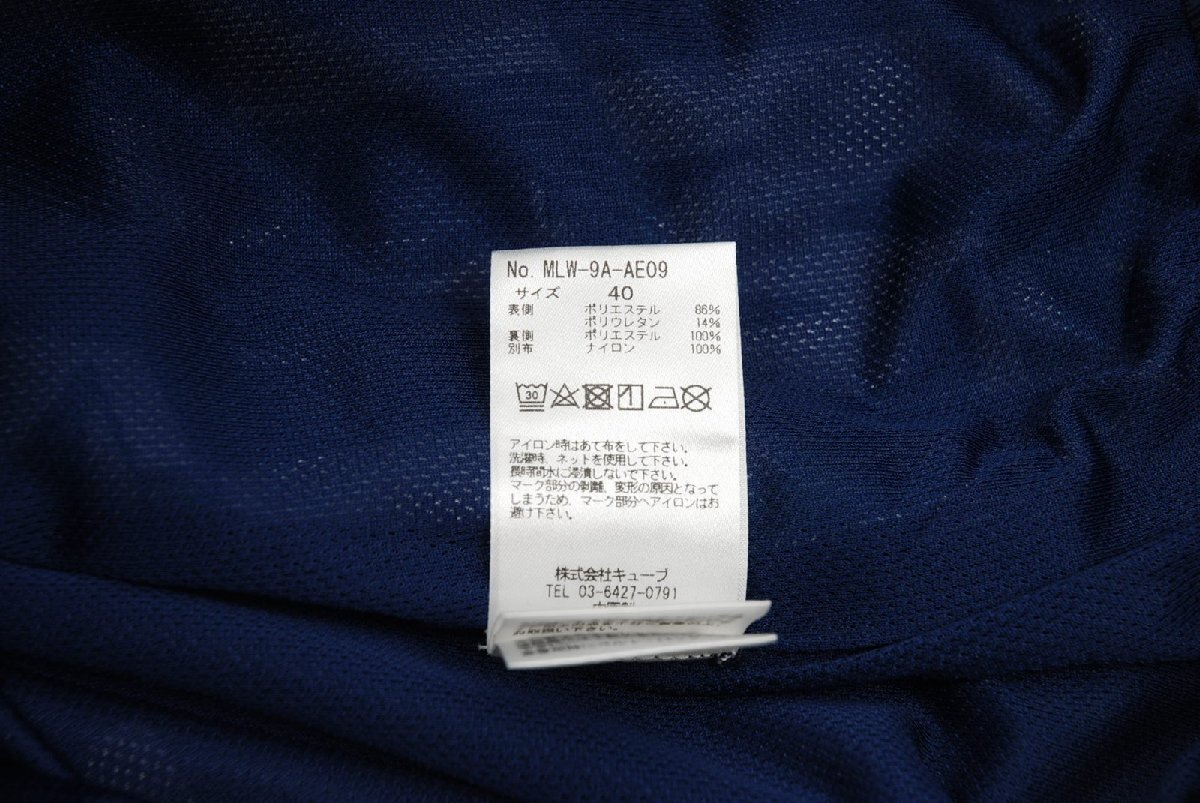 No. MLW-9A-AE09
サイズ 40
表側 ポリエステル 86%
ポリウレタン 14%
裏側 ポリエステル 100%
別布 ナイロン 100%
30
アイロン時はあて布をして下さい。
洗濯時、ネットを使用して下さい。
長時間水に浸漬しないで下さい。
マーク部分の剥離、変形の原因となって
しまうため、マーク部分へアイロンはお
避け下さい。
株式会社キューブ
TEL 03-6427-0791
中国製